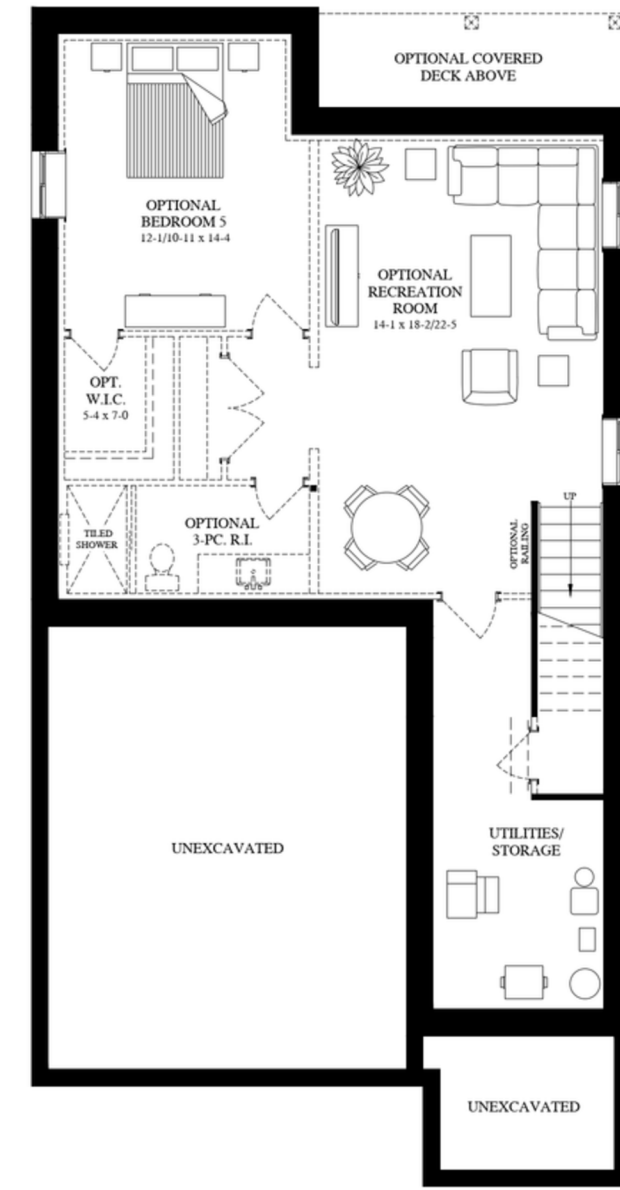 OPTIONAL COVERED
DECK ABOVE
OPTIONAL
BEDROOM 5
12-1/10-11 x 14-4
OPTIONAL
RECREATION
ROOM
14-1 x 18-2/22-5
OPT.
W.I.C.
5-4 x 7-0
UP
OPTIONAL
RAILING
TILED
SHOWER
OPTIONAL
3-PC. R.I.
UTILITIES/
STORAGE
UNEXCAVATED
UNEXCAVATED